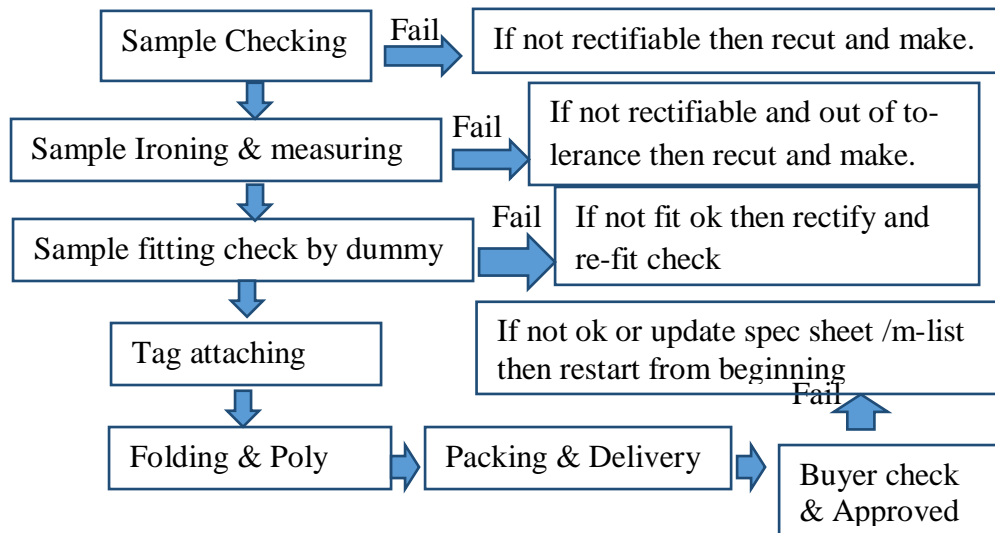 Sample Checking
Fail
If not rectifiable then recut and make.
Sample Ironing & measuring
Fail
If not rectifiable and out of to-
lerance then recut and make.
Sample fitting check by dummy
Fail
If not fit ok then rectify and
re-fit check
Tag attaching
If not ok or update spec sheet /m-list
then restart from beginning
Fail
Folding & Poly
Packing & Delivery
Buyer check
& Approved